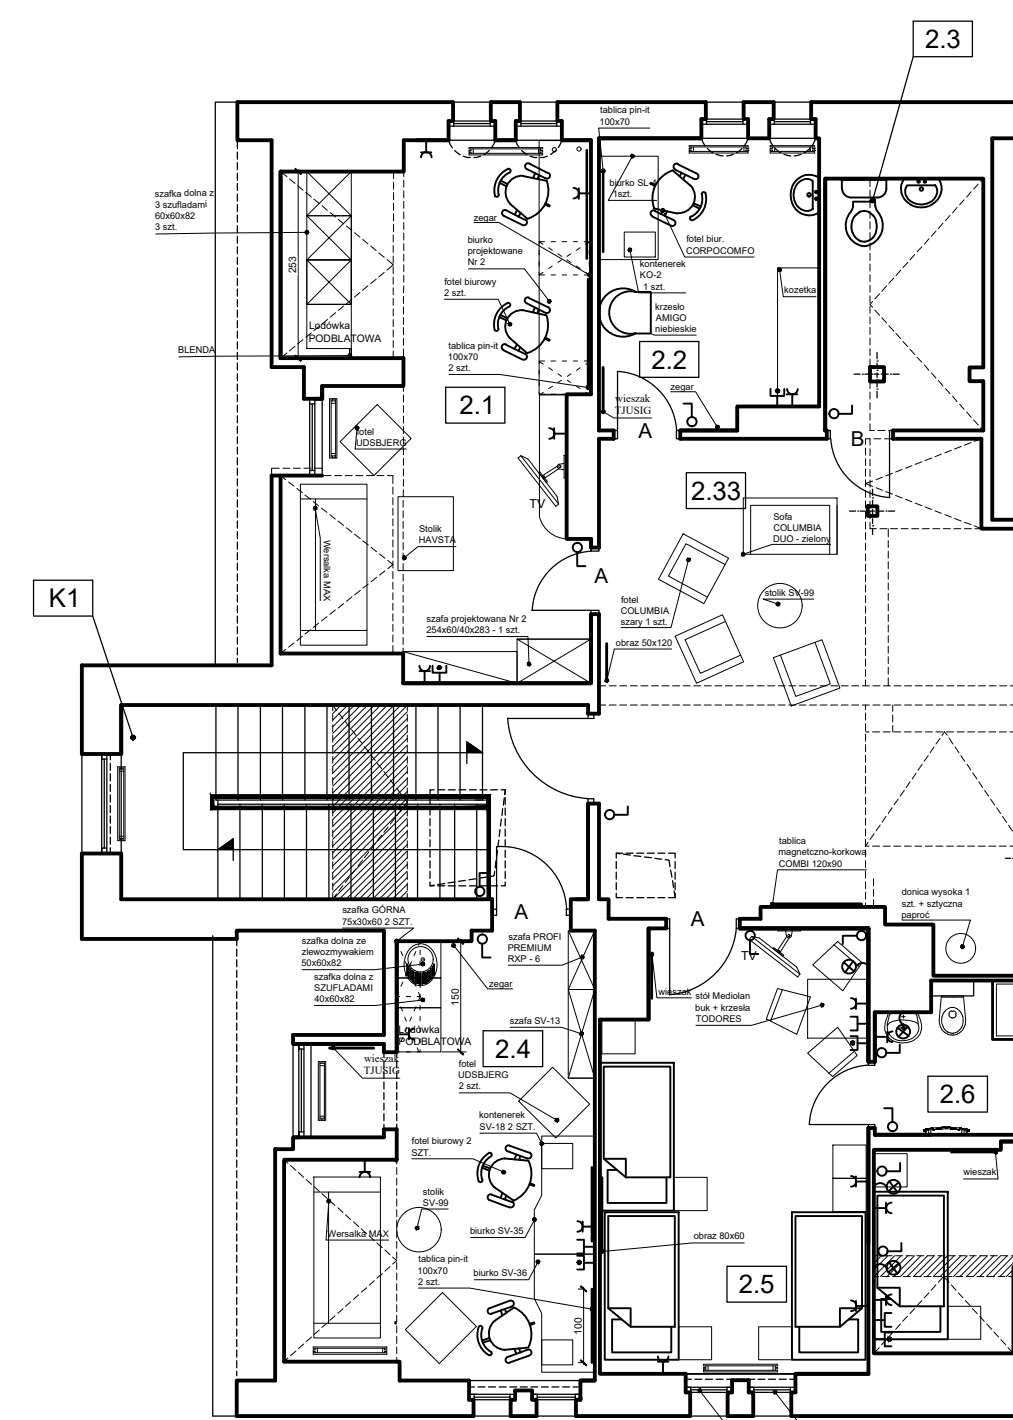 2.3
tablica pin-it
100x70
szafka dolna z
3 szufladami
60x60x82
3 szt.
253
zegar
biurko
projektowane
Nr 2
fotel biurowy
2 szt.
tablica pin-it
100x70
2 szt.
Lodówka
PODBLATOWA
BLENDA
2.1
fotel
UDSBJERG
TV
Stolik
HAVSTA
Wersalka MAX
szafa projektowana Nr 2
254x60/40x283 - 1 szt.
biurko SL-4
1szt.
fotel biur.
CORPOCOMFO
kontenerek
KO-2
1 szt.
krzesło
AMIGO
niebieskie
kozetka
2.2
zegar
wieszak
TJUSIG
A
B
2.33
Sofa
COLUMBIA
DUO - zielony
A
fotel
COLUMBIA
szary 1 szt.
stolik SV-99
obraz 50x120
K1
tablica
magnetczno-korkowa
COMBI 120x90
donica wysoka 1
szt. + sztyczna
paproć
szafka GÓRNA
75x30x60 2 SZT.
A
A
szafka dolna ze
zlewozmywakiem
50x60x82
szafka dolna z
SZUFLADAMI
40x60x82
szafa PROFI
PREMIUM
RXP - 6
zegar
150
szafa SV-13
Lodówka
PODBLATOWA
wieszak
TJUSIG
2.4
fotel
UDSBJERG
2 szt.
kontenerek
SV-18 2 SZT.
fotel biurowy 2
SZT.
stolik
SV-99
Wersalka MAX
biurko SV-35
tablica pin-it
100x70
2 szt.
biurko SV-36
100
TV
wieszak
stół Mediolan
buk + krzesła
TODORES
2.6
wieszak
obraz 80x60
2.5